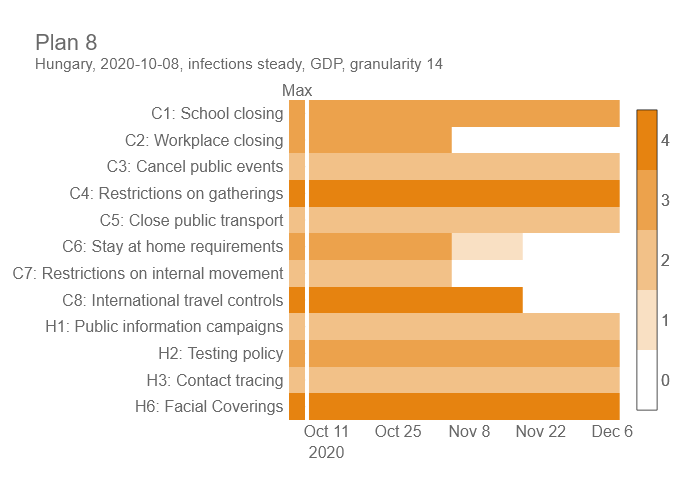 Plan 8
Hungary, 2020-10-08, infections steady, GDP, granularity 14
Max
C1: School closing
C2: Workplace closing
C3: Cancel public events
C4: Restrictions on gatherings
C5: Close public transport
C6: Stay at home requirements
C7: Restrictions on internal movement
C8: International travel controls
H1: Public information campaigns
H2: Testing policy
H3: Contact tracing
H6: Facial Coverings
4
3
2
1
0
Oct 11 Oct 25 Nov 8 Nov 22 Dec 6
2020